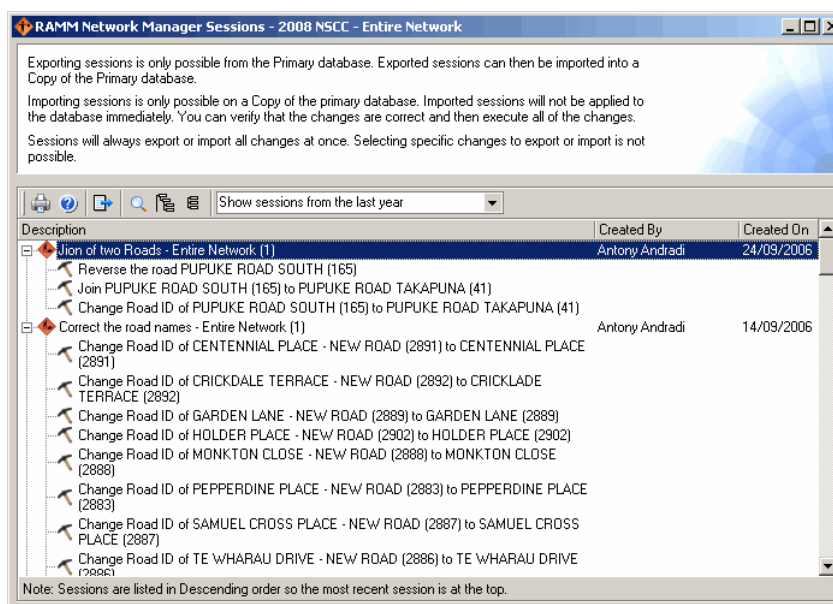 RAMM Network Manager Sessions - 2008 NSCC - Entire Network
Exporting sessions is only possible from the Primary database. Exported sessions can then be imported into a
Copy of the Primary database.
Importing sessions is only possible on a Copy of the primary database. Imported sessions will not be applied to
the database immediately. You can verify that the changes are correct and then execute all of the changes.
Sessions will always export or import all changes at once. Selecting specific changes to export or import is not
possible.
Show sessions from the last year
Description Created By Created On
Jion of two Roads - Entire Network (1) Antony Andradi 24/09/2006
Reverse the road PUPUKE ROAD SOUTH (165)
Join PUPUKE ROAD SOUTH (165) to PUPUKE ROAD TAKAPUNA (41)
Change Road ID of PUPUKE ROAD SOUTH (165) to PUPUKE ROAD TAKAPUNA (41)
Correct the road names - Entire Network (1) Antony Andradi 14/09/2006
Change Road ID of CENTENNIAL PLACE - NEW ROAD (2891) to CENTENNIAL PLACE
(2891)
Change Road ID of CRICKDALE TERRACE - NEW ROAD (2892) to CRICKLADE
TERRACE (2892)
Change Road ID of GARDEN LANE - NEW ROAD (2889) to GARDEN LANE (2889)
Change Road ID of HOLDER PLACE - NEW ROAD (2902) to HOLDER PLACE (2902)
Change Road ID of MONKTON CLOSE - NEW ROAD (2888) to MONKTON CLOSE
(2888)
Change Road ID of PEPPERDINE PLACE - NEW ROAD (2883) to PEPPERDINE PLACE
(2883)
Change Road ID of SAMUEL CROSS PLACE - NEW ROAD (2887) to SAMUEL CROSS
PLACE (2887)
Change Road ID of TE WHARAU DRIVE - NEW ROAD (2886) to TE WHARAU DRIVE
(2886)
Note: Sessions are listed in Descending order so the most recent session is at the top.